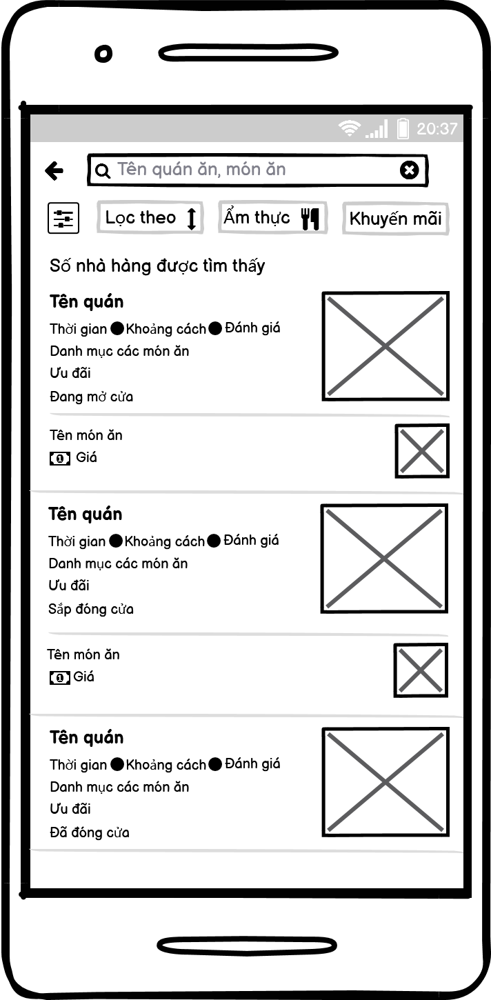 20:37
Tên quán ăn, món ăn
Lọc theo Ẩm thực Khuyến mãi
Số nhà hàng được tìm thấy
Tên quán
Thời gian Khoảng cách Đánh giá
Danh mục các món ăn
Ưu đãi
Đang mở cửa
Tên món ăn
1 Giá
Tên quán
Thời gian Khoảng cách Đánh giá
Danh mục các món ăn
Ưu đãi
Sắp đóng cửa
Tên món ăn
1 Giá
Tên quán
Thời gian Khoảng cách Đánh giá
Danh mục các món ăn
Ưu đãi
Đã đóng cửa